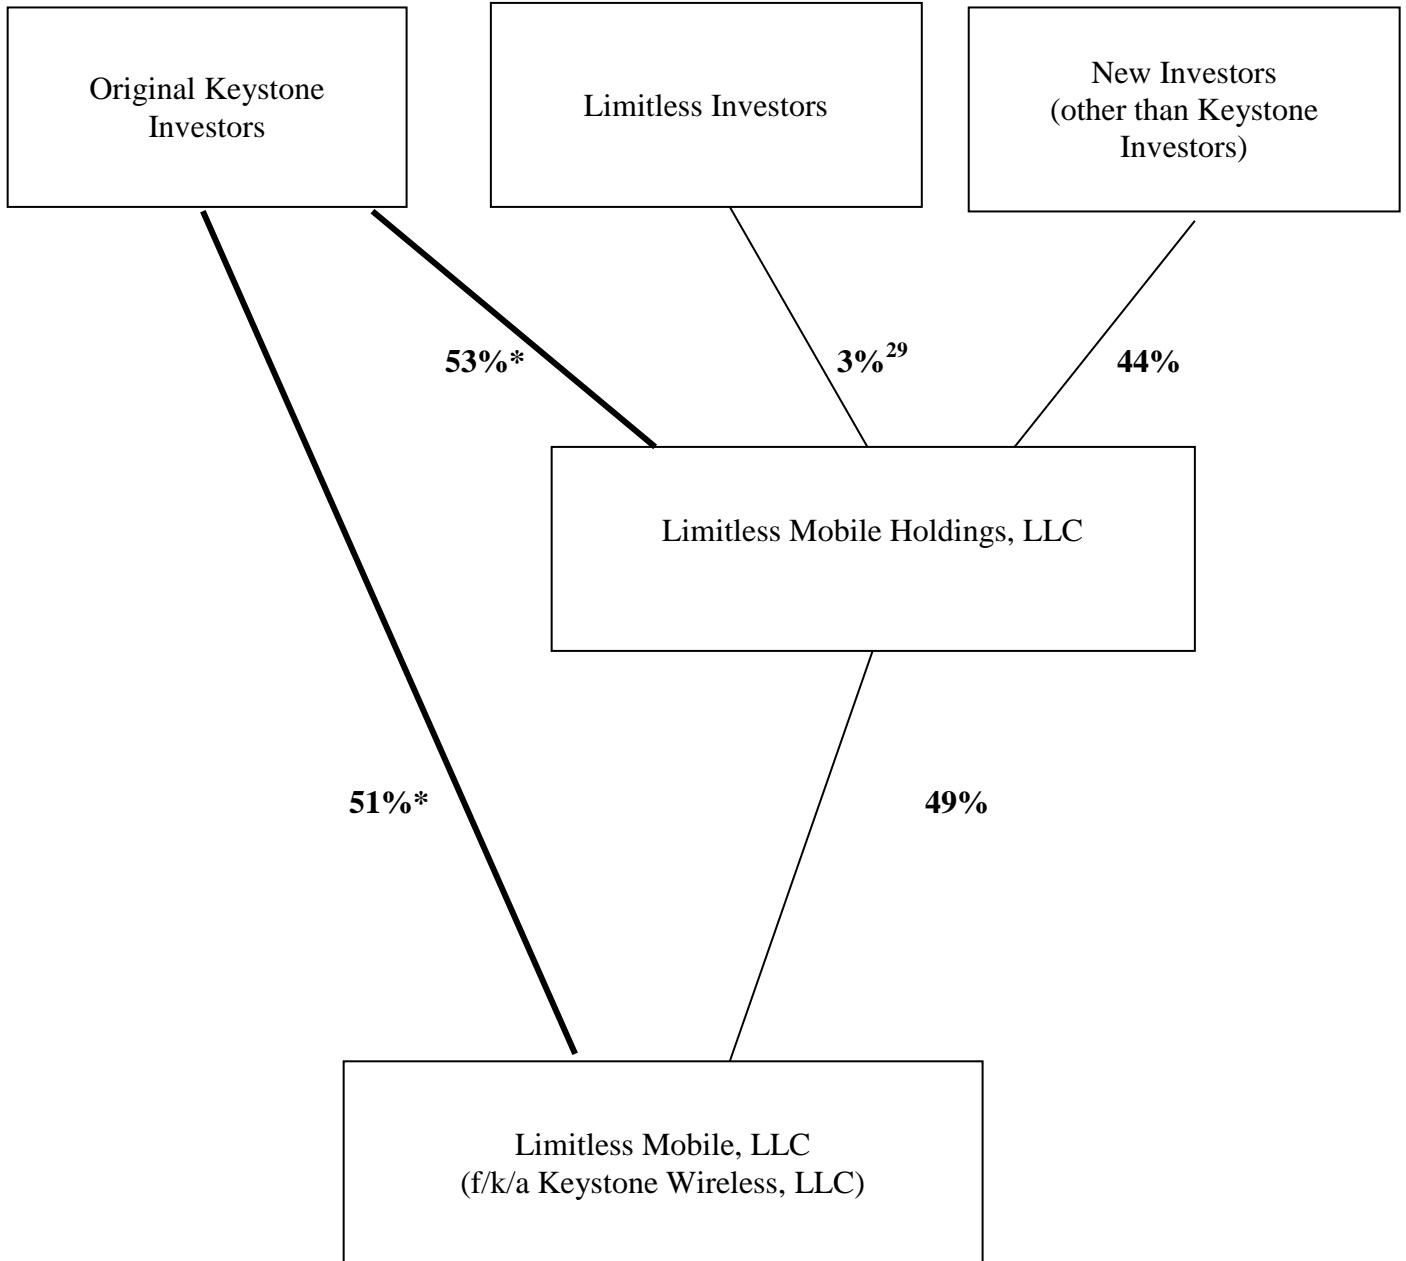 Original Keystone
Investors
Limitless Investors
New Investors
(other than Keystone
Investors)
53%*
3%29
44%
Limitless Mobile Holdings, LLC
51%*
49%
Limitless Mobile, LLC
(f/k/a Keystone Wireless, LLC)